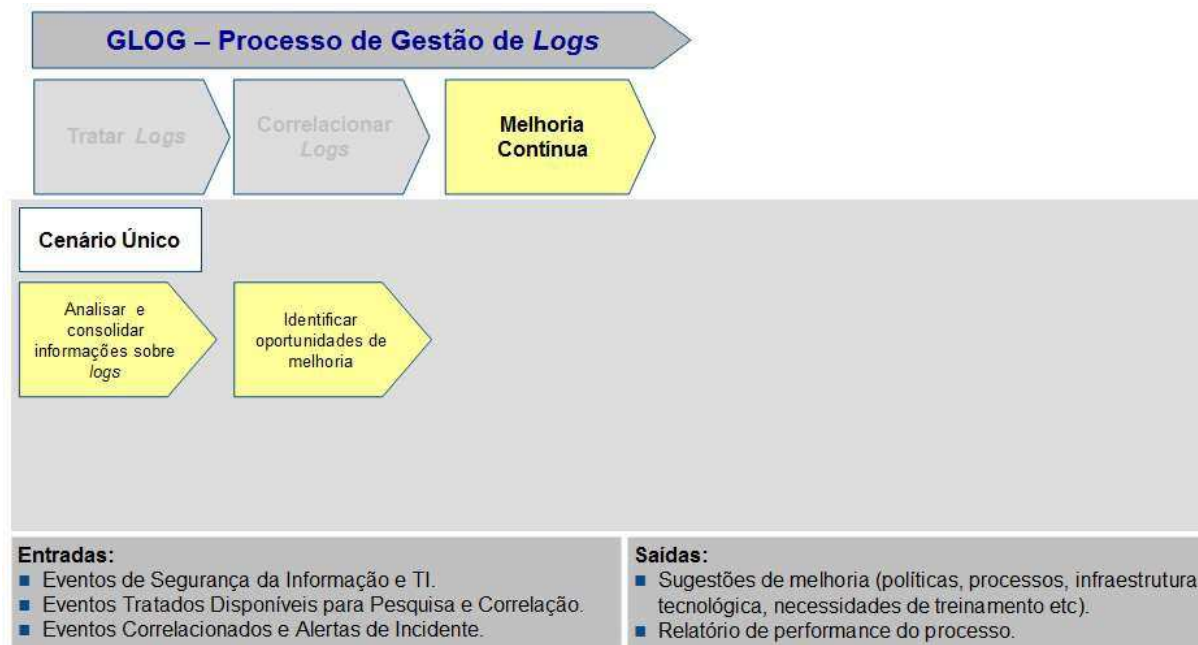 GLOG – Processo de Gestão de Logs
Tratar Logs
Correlacionar
Logs
Melhoria
Contínua
Cenário Único
Analisar e
consolidar
informações sobre
logs
Identificar
oportunidades de
melhoria
Entradas:
■ Eventos de Segurança da Informação e TI.
■ Eventos Tratados Disponíveis para Pesquisa e Correlação.
■ Eventos Correlacionados e Alertas de Incidente.
Saídas:
■ Sugestões de melhoria (políticas, processos, infraestrutura
tecnológica, necessidades de treinamento etc).
■ Relatório de performance do processo.